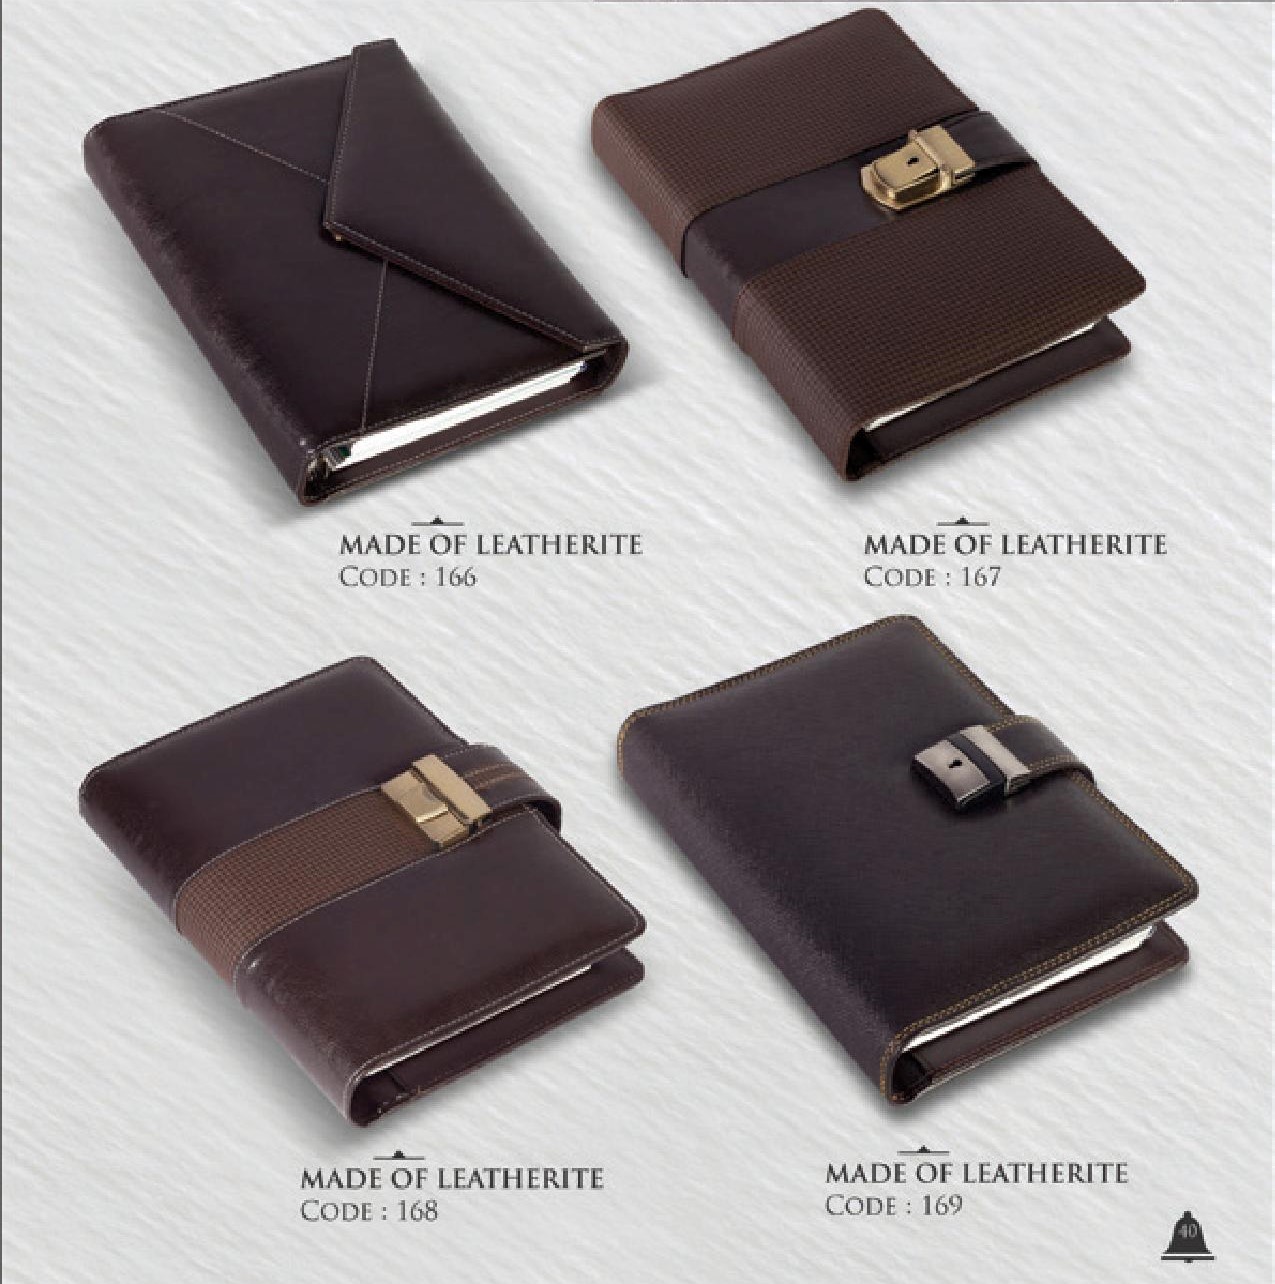 MADE OF LEATHERITE
CODE : 166
MADE OF LEATHERITE
CODE : 167
MADE OF LEATHERITE
CODE : 168
MADE OF LEATHERITE
CODE : 169
40